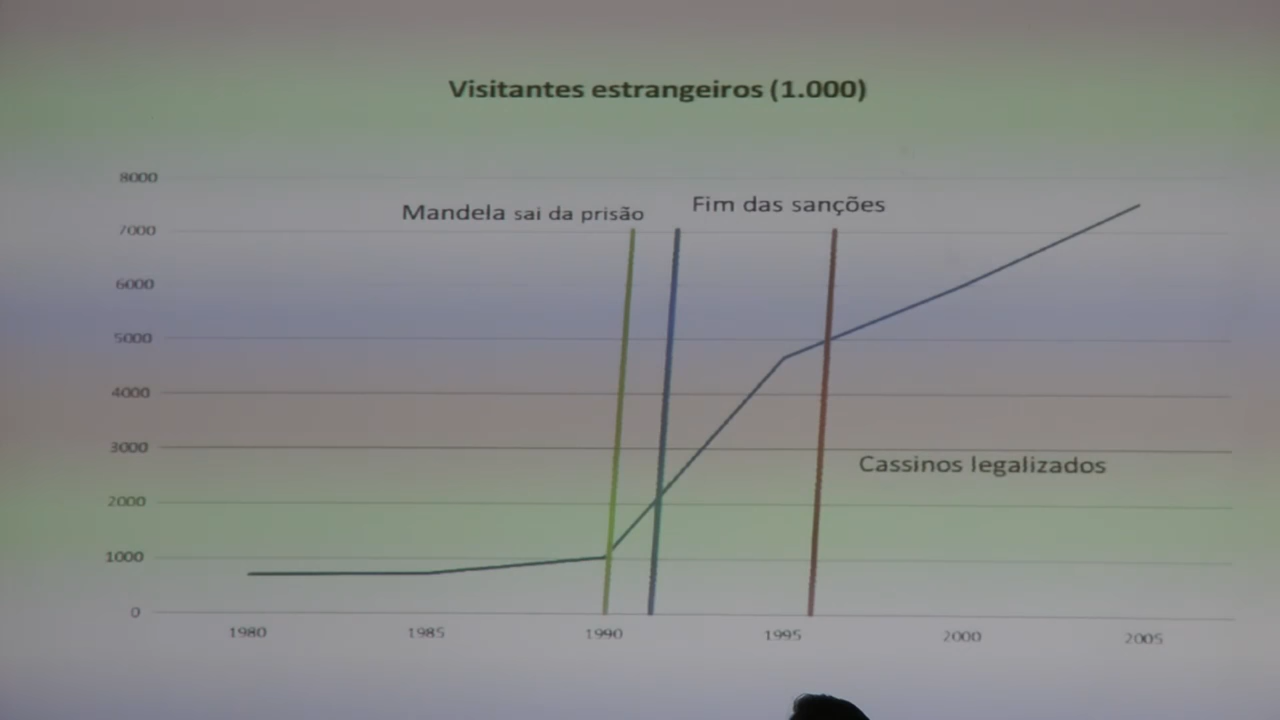 Visitantes estrangeiros (1.000)
8000
Mandela sai da prisão
Fim das sanções
7000
6000
5000
4000
3000
Cassinos legalizados
2000
1000
0
1980 1985 1990 1995 2000 2005